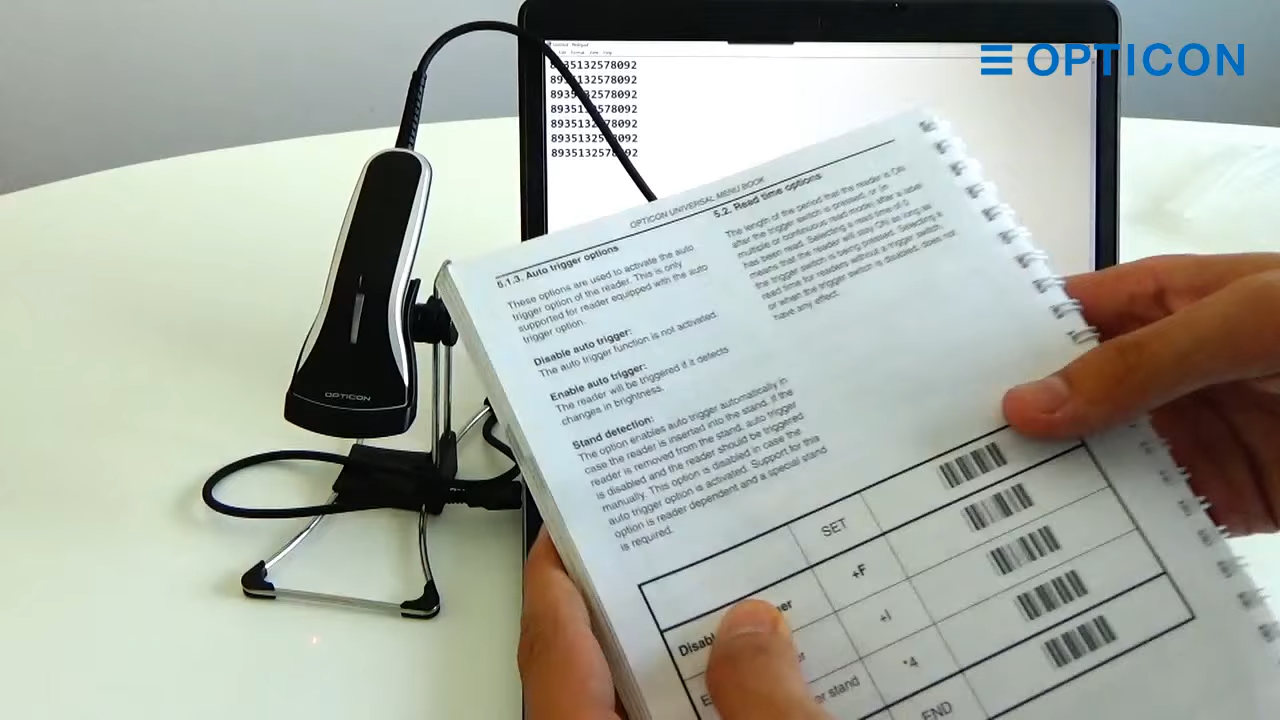 OPTICON
8935132578092
8935132578092
8935132578092
8935132578092
8935132578092
8935132578092
8935132578092
OPTICON
OPTICON UNIVERSAL MENU BOOK
5.1.3. Auto trigger options
These options are used to activate the auto
trigger option of the reader. This is only
supported for reader equipped with the auto
trigger option.
Disable auto trigger:
The auto trigger function is not activated.
Enable auto trigger:
The reader will be triggered if it detects
changes in brightness.
Stand detection:
The option enables auto trigger automatically in
case the reader is inserted into the stand. If the
reader is removed from the stand, auto trigger
is disabled and the reader should be triggered
manually. This option is disabled in case the
auto trigger option is activated. Support for this
option is reader dependent and a special stand
is required.
5.2. Read time options
The length of the period that the reader is ON
after the trigger switch is pressed, or (in
multiple or continuous read mode) after a label
has been read. Selecting a read time of 0
means that the reader will stay ON as long as
the trigger switch is being pressed. Selecting a
read time for readers without a trigger switch,
or when the trigger switch is disabled, does not
have any effect.
SET
+F
+I
*4
stand
END